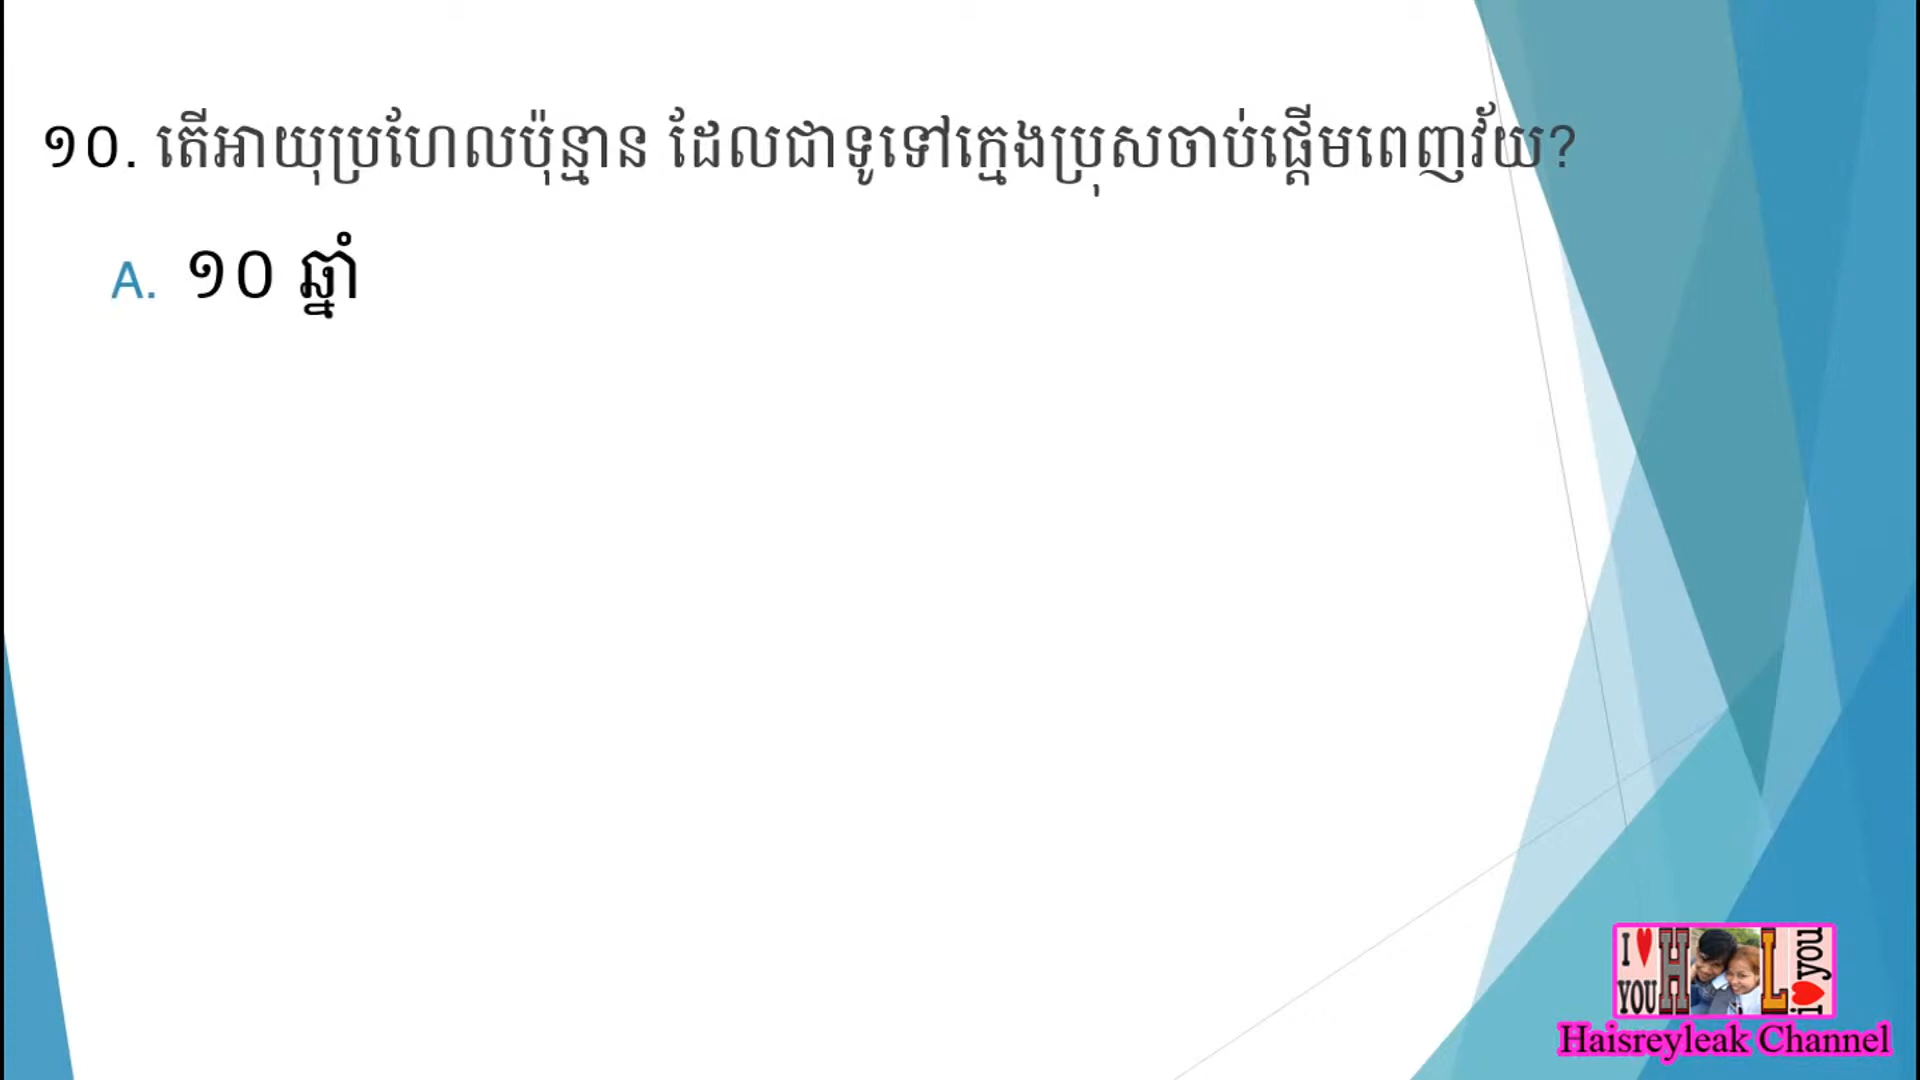 ១០. តើអាយុប្រហែលប៉ុន្មាន ដែលជាទូទៅក្មេងប្រុសចាប់ផ្ដើមពេញវ័យ?
A. ១០ ឆ្នាំ
I ♥ YOU H L i ♥ you
Haisreyleak Channel